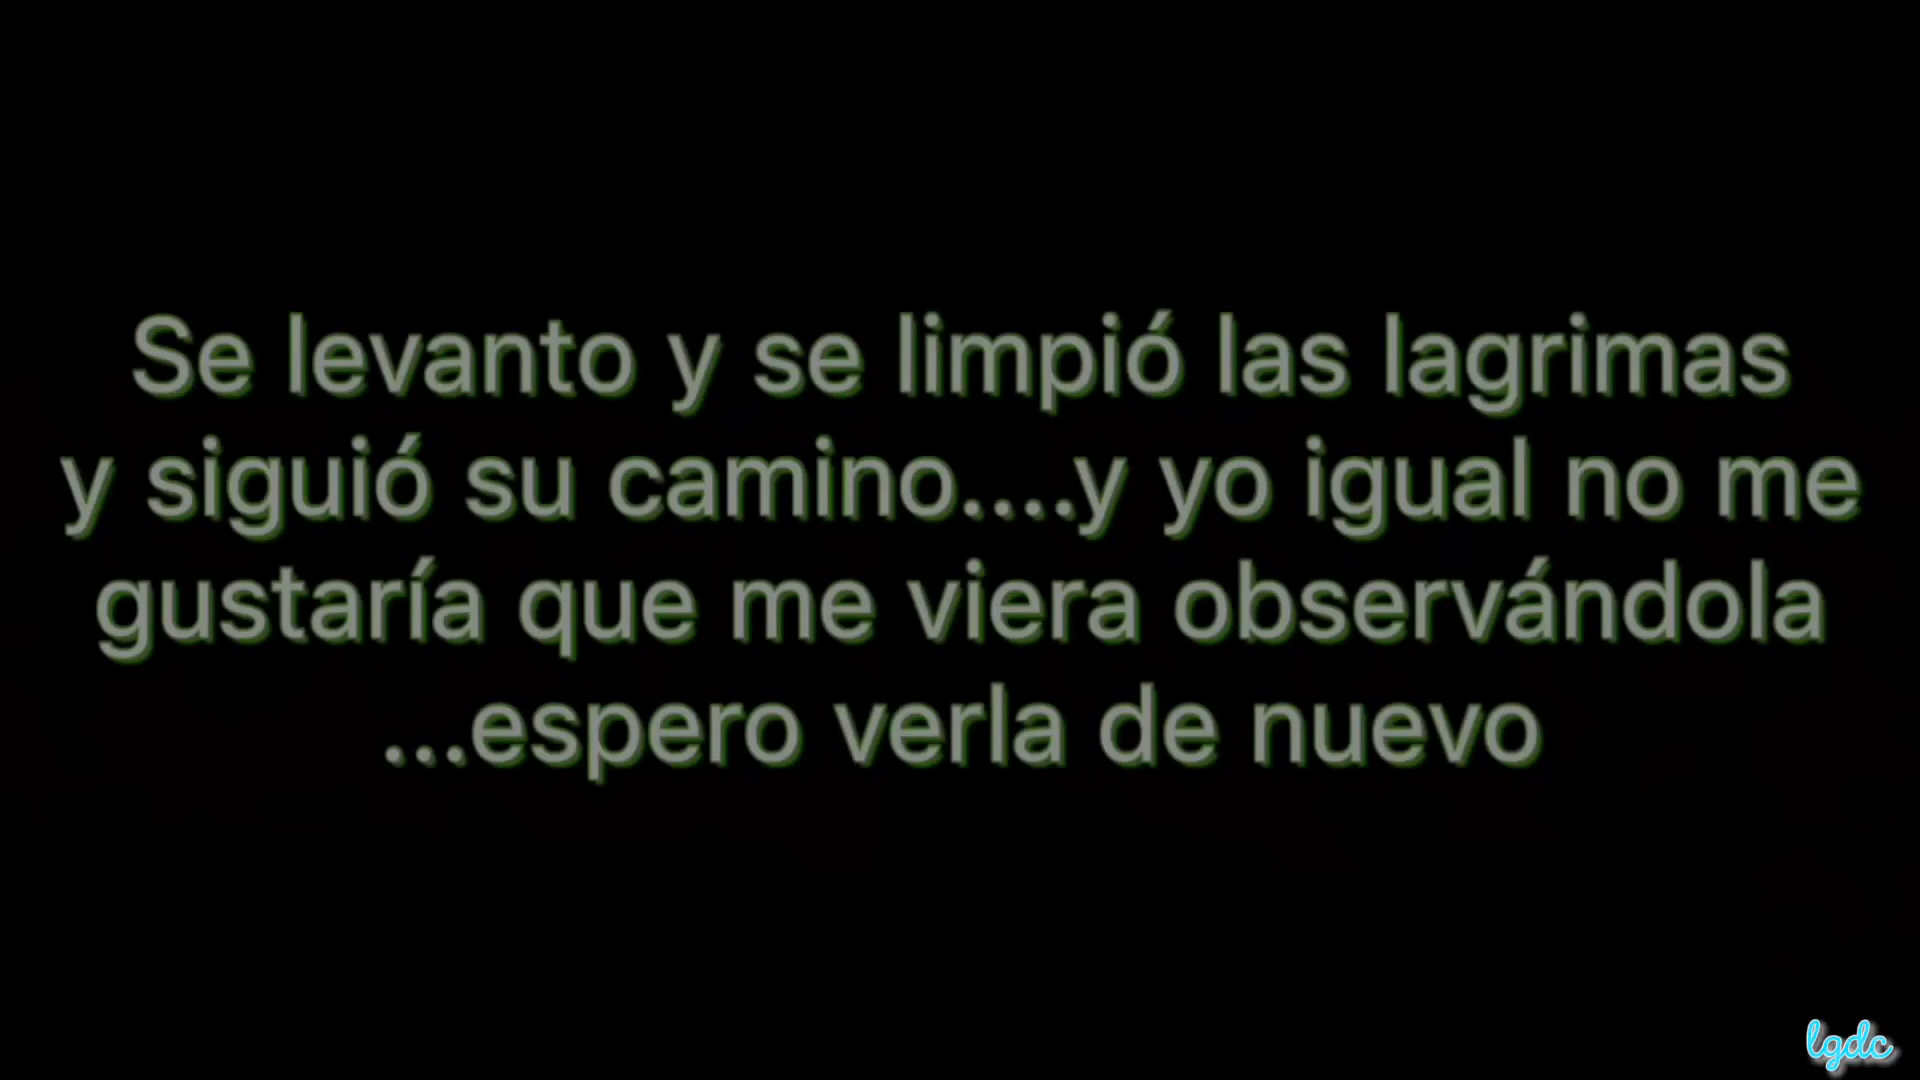 Se levanto y se limpió las lagrimas
y siguió su camino....y yo igual no me
gustaría que me viera observándola
...espero verla de nuevo
lgdc